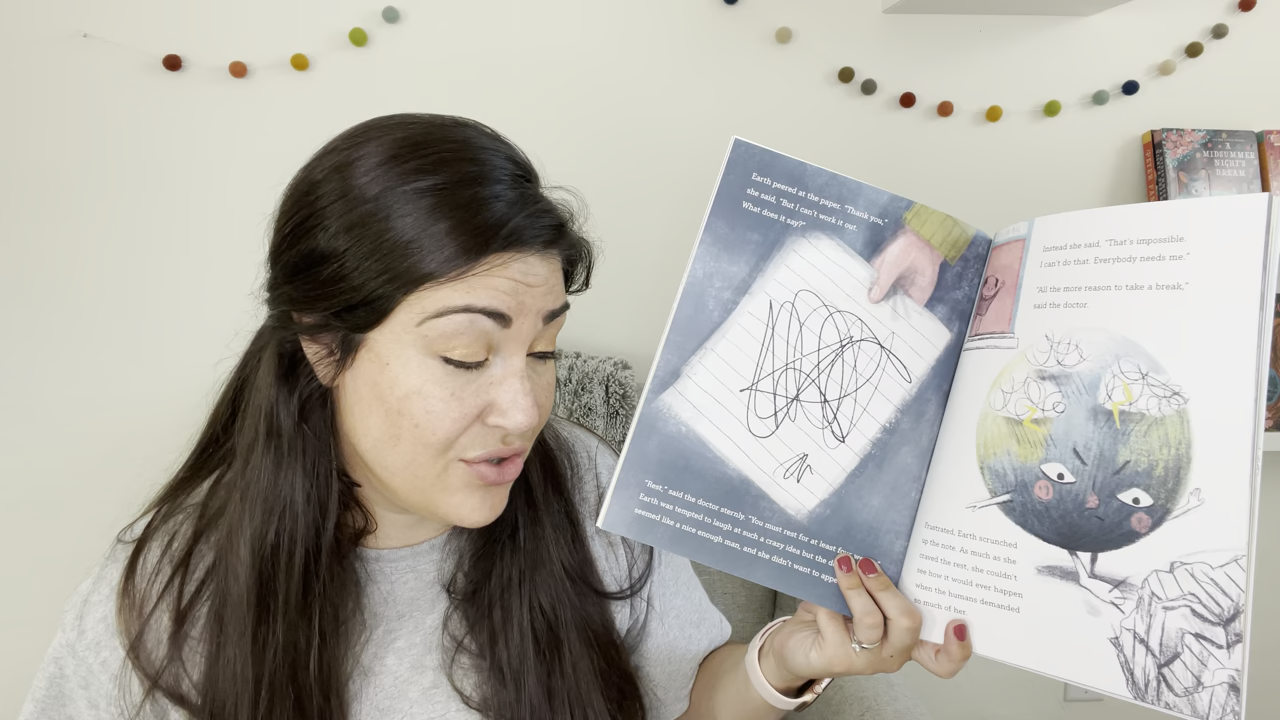 Earth peered at the paper. "Thank you,"
she said, "But I can't work it out.
What does it say?"
"Rest," said the doctor sternly. "You must rest for at least four
Earth was tempted to laugh at such a crazy idea but the
seemed like a nice enough man, and she didn't want to
Instead she said, "That's impossible.
I can't do that. Everybody needs me."
"All the more reason to take a break,"
said the doctor.
Frustrated, Earth scrunched
up the note. As much as she
craved the rest, she couldn't
see how it would ever happen
when the humans demanded
so much of her.
A
MIDSUMMER
NIGHT'S
DREAM